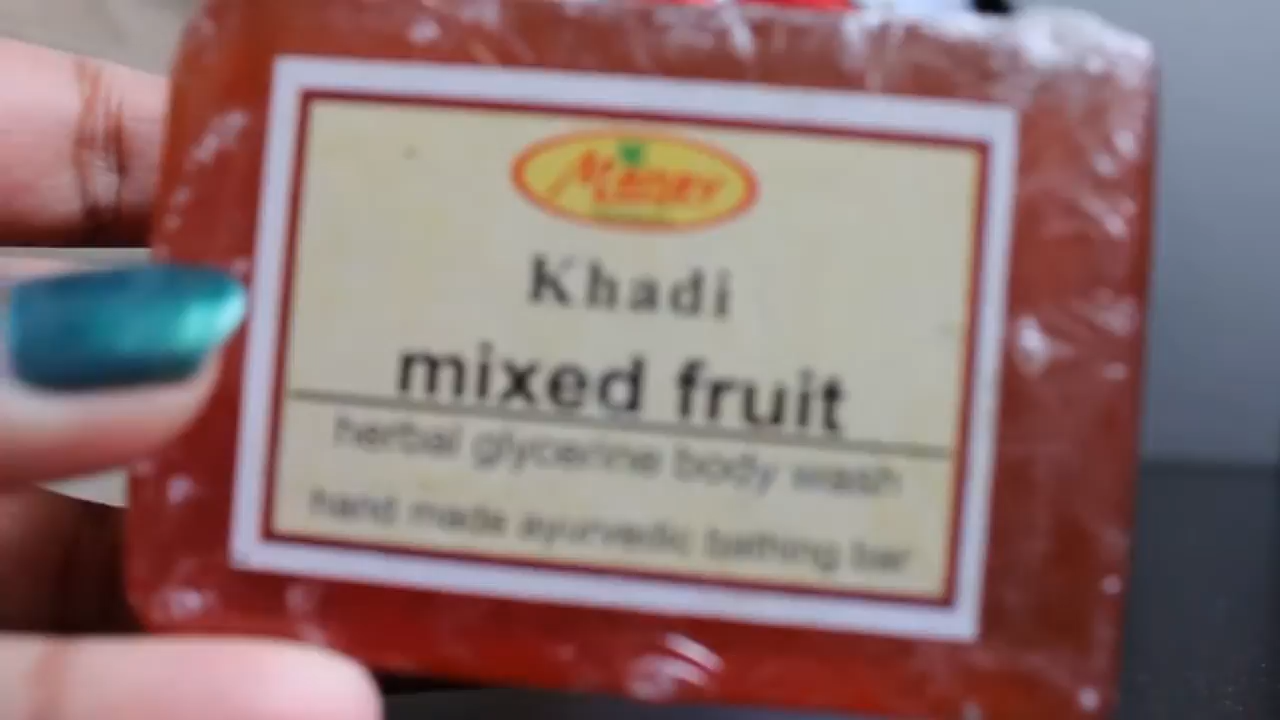 Khadi
mixed fruit
herbal glycerine body wash
hand made ayurvedic bathing bar